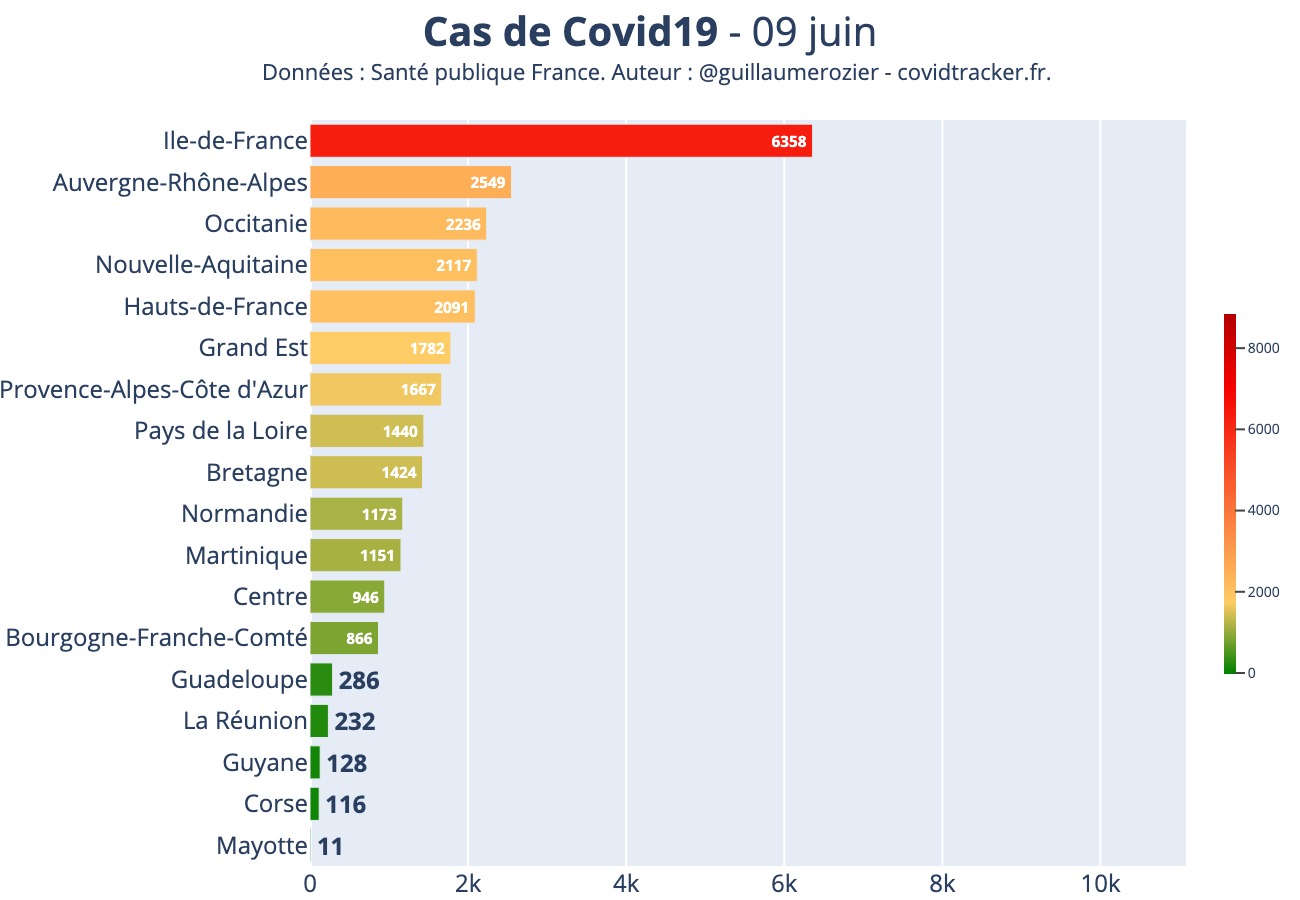 Cas de Covid19 - 09 juin
Données : Santé publique France. Auteur : @guillaumerozier - covidtracker.fr.
Ile-de-France 6358
Auvergne-Rhône-Alpes 2549
Occitanie 2236
Nouvelle-Aquitaine 2117
Hauts-de-France 2091
Grand Est 1782
Provence-Alpes-Côte d'Azur 1667
Pays de la Loire 1440
Bretagne 1424
Normandie 1173
Martinique 1151
Centre 946
Bourgogne-Franche-Comté 866
Guadeloupe 286
La Réunion 232
Guyane 128
Corse 116
Mayotte 11
0 2k 4k 6k 8k 10k
8000
6000
4000
2000
0